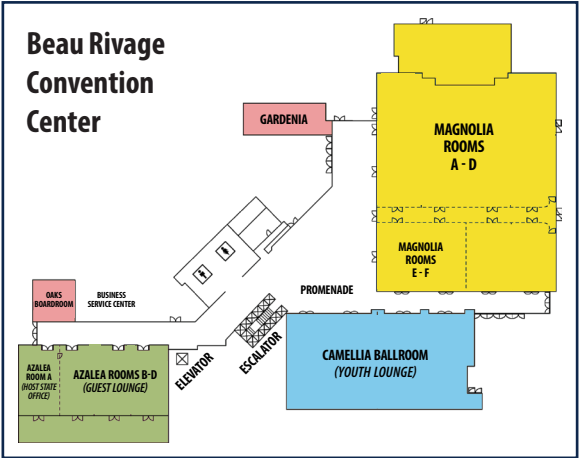 Beau Rivage
Convention
Center
GARDENIA
MAGNOLIA
ROOMS
A - D
MAGNOLIA
ROOMS
E - F
PROMENADE
OAKS
BOARDROOM
BUSINESS
SERVICE CENTER
ELEVATOR
ESCALATOR
CAMELLIA BALLROOM
(YOUTH LOUNGE)
AZALEA
ROOM A
(HOST STATE
OFFICE)
AZALEA ROOMS B-D
(GUEST LOUNGE)